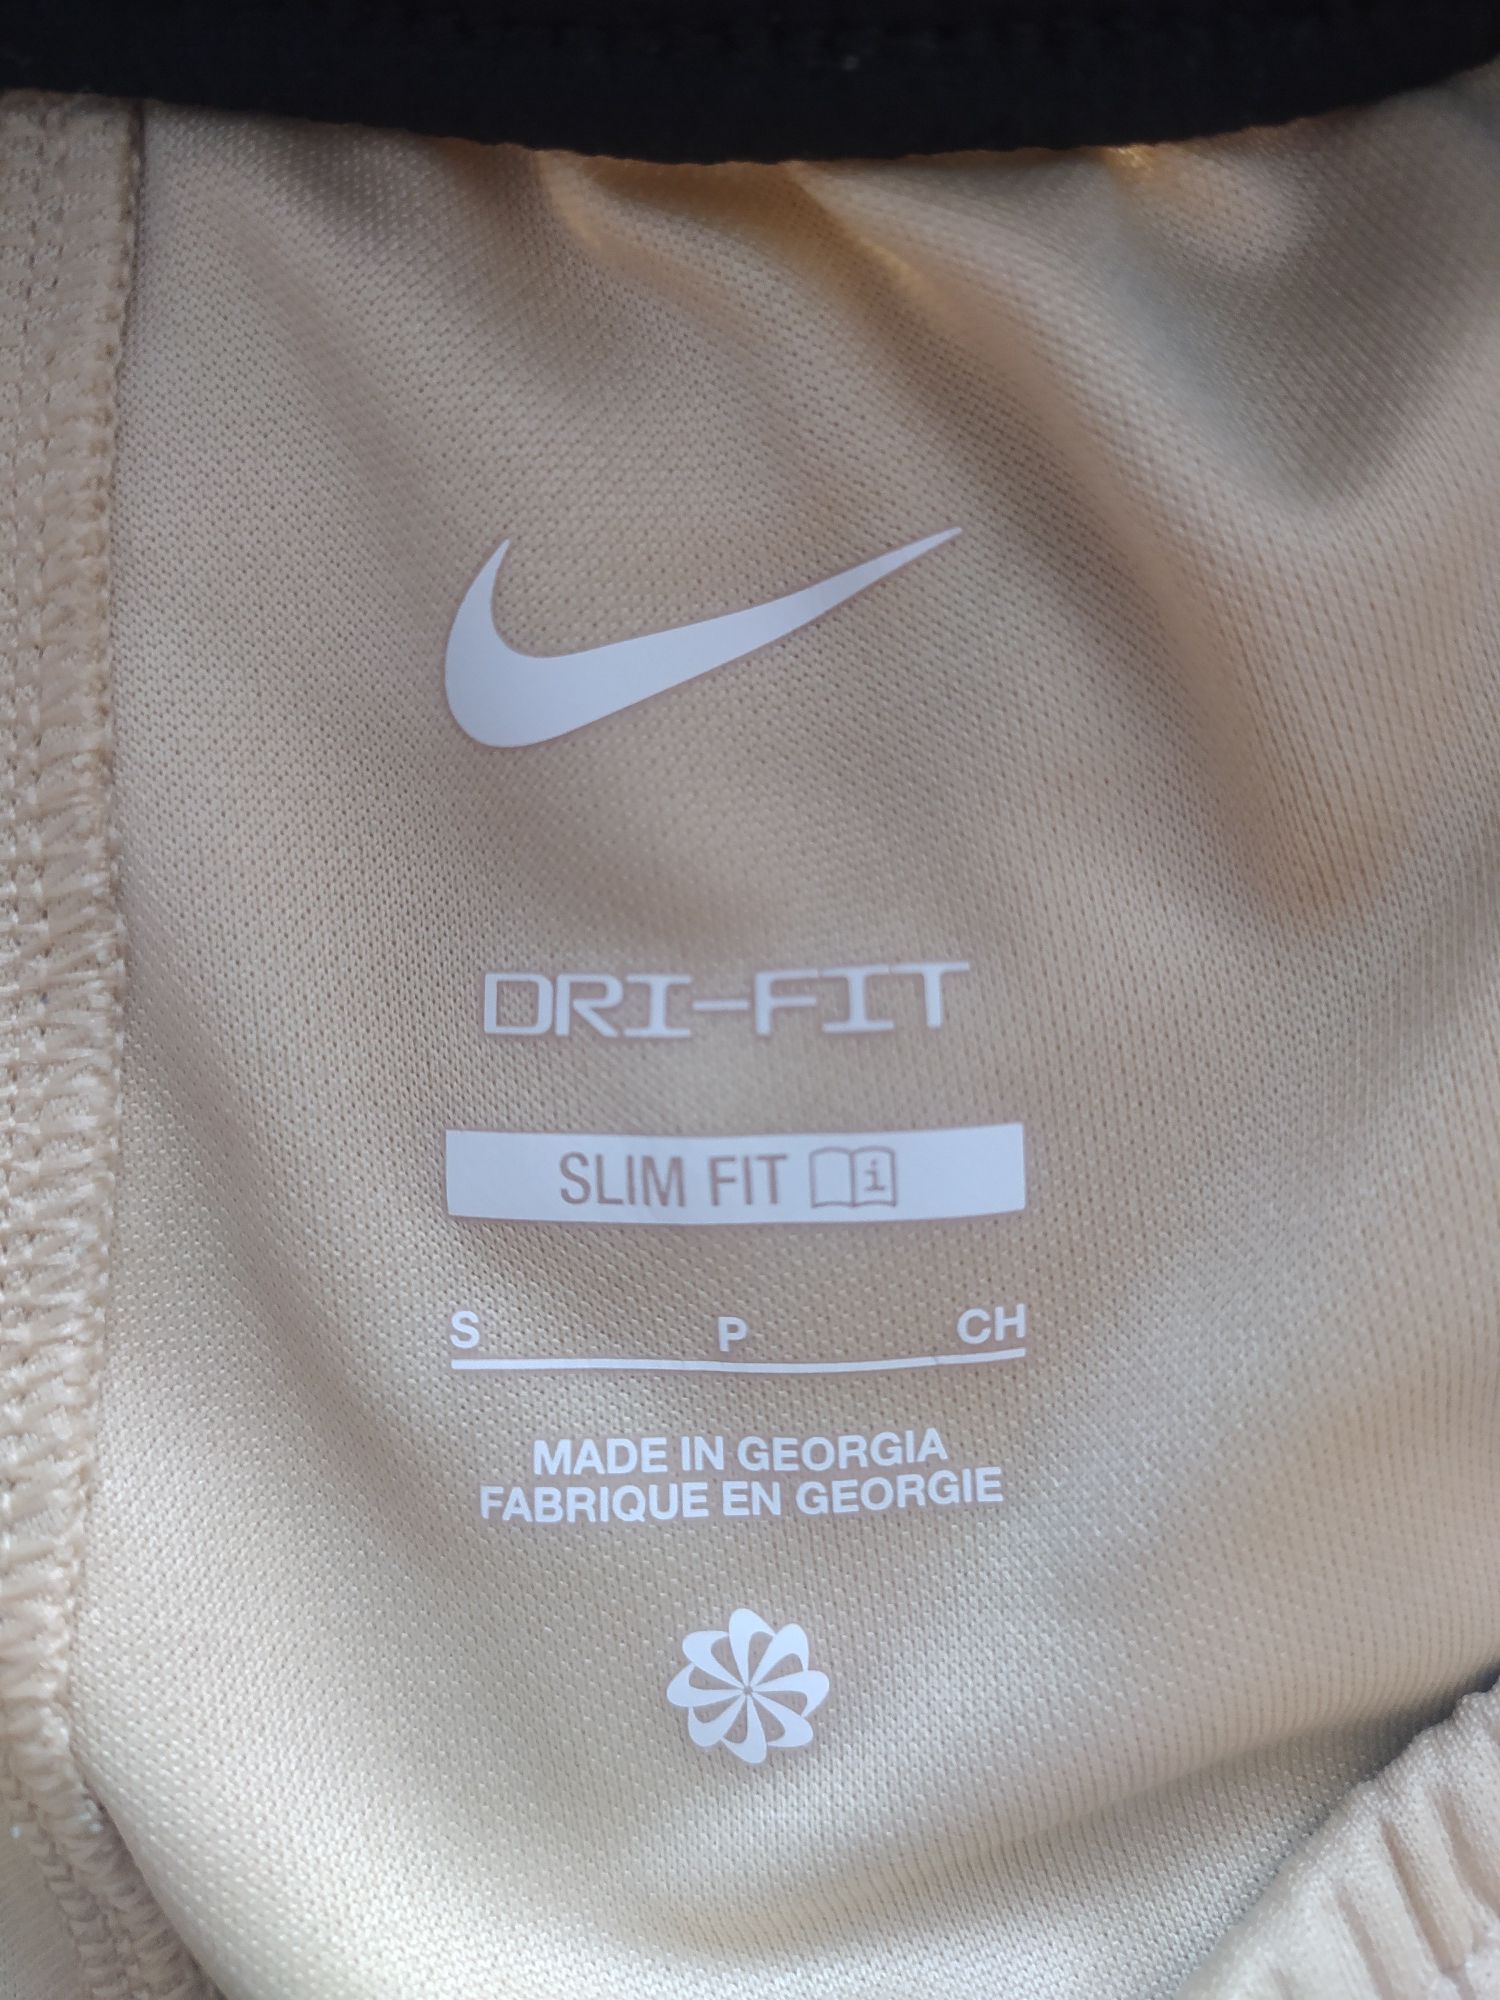 DRI-FIT
SLIM FIT i
S P CH
MADE IN GEORGIA
FABRIQUE EN GEORGIE